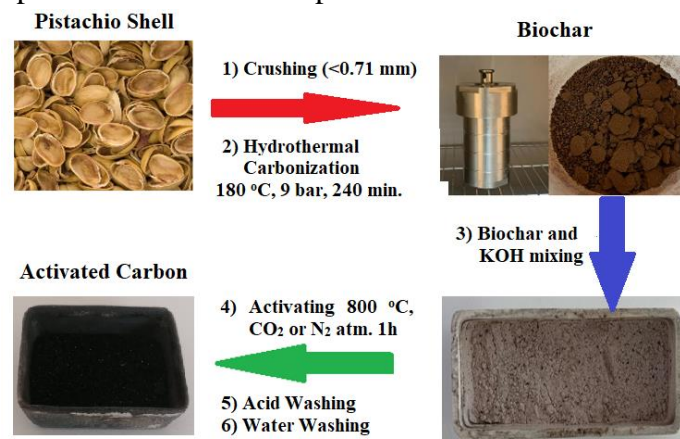 Pistachio Shell
1) Crushing (<0.71 mm)
2) Hydrothermal
Carbonization
180 °C, 9 bar, 240 min.
Biochar
3) Biochar and
KOH mixing
4) Activating 800 °C,
CO₂ or N₂ atm. 1h
5) Acid Washing
6) Water Washing
Activated Carbon